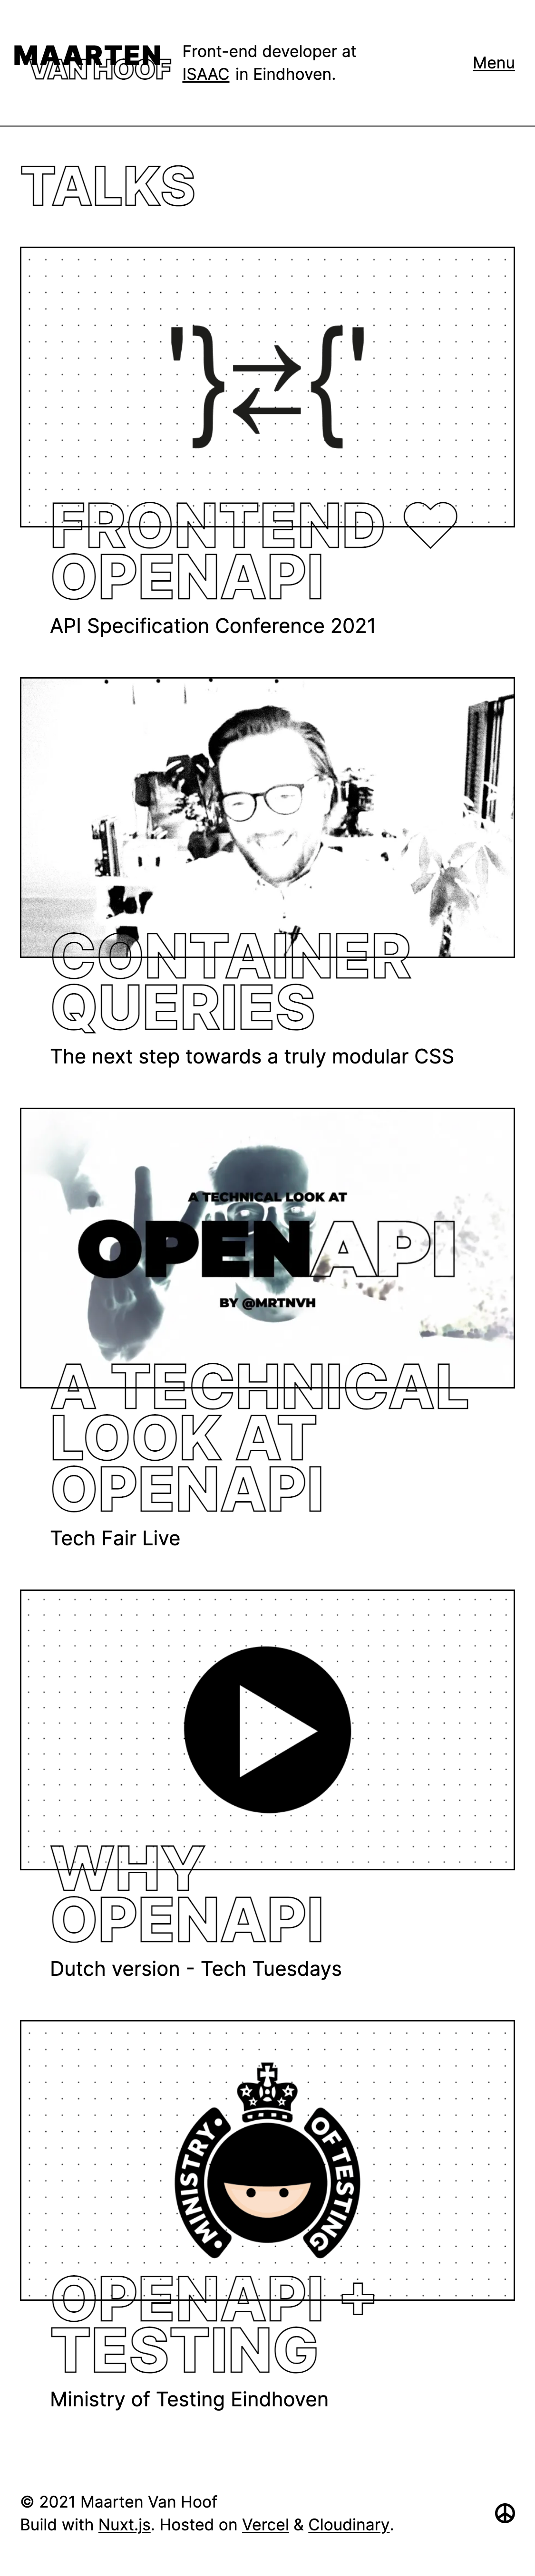 MAARTEN
VAN HOOF
Front-end developer at
ISAAC in Eindhoven.
Menu
TALKS
'}⇄{'
FRONTEND ♡
OPENAPI
API Specification Conference 2021
CONTAINER
QUERIES
The next step towards a truly modular CSS
A TECHNICAL LOOK AT
OPENAPI
BY @MRTNVH
A TECHNICAL
LOOK AT
OPENAPI
Tech Fair Live
WHY
OPENAPI
Dutch version - Tech Tuesdays
MINISTRY
OF TESTING
OPENAPI +
TESTING
Ministry of Testing Eindhoven
© 2021 Maarten Van Hoof
Build with Nuxt.js. Hosted on Vercel & Cloudinary.